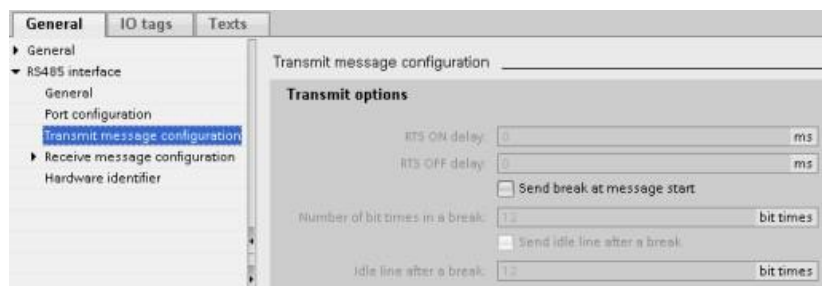 General IO tags Texts
General
RS485 interface
General
Port configuration
Transmit message configuration
Receive message configuration
Hardware identifier
Transmit message configuration
Transmit options
RTS ON delay: 0 ms
RTS OFF delay: 0 ms
Send break at message start
Number of bit times in a break: 12 bit times
Send idle line after a break
Idle line after a break: 12 bit times